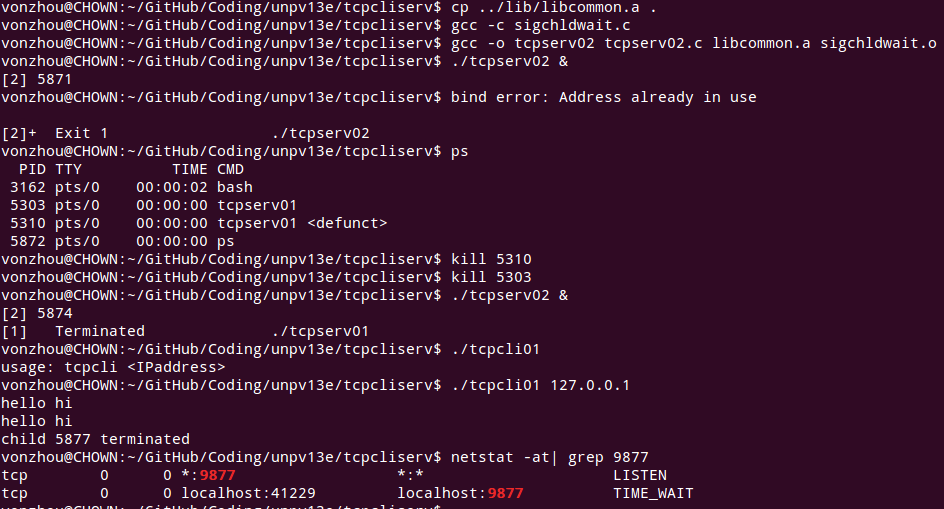 vonzhou@CHOWN:~/GitHub/Coding/unpv13e/tcpcliserv$ cp ../lib/libcommon.a .
vonzhou@CHOWN:~/GitHub/Coding/unpv13e/tcpcliserv$ gcc -c sigchldwait.c
vonzhou@CHOWN:~/GitHub/Coding/unpv13e/tcpcliserv$ gcc -o tcpserv02 tcpserv02.c libcommon.a sigchldwait.o
vonzhou@CHOWN:~/GitHub/Coding/unpv13e/tcpcliserv$ ./tcpserv02 &
[2] 5871
vonzhou@CHOWN:~/GitHub/Coding/unpv13e/tcpcliserv$ bind error: Address already in use
[2]+  Exit 1                  ./tcpserv02
vonzhou@CHOWN:~/GitHub/Coding/unpv13e/tcpcliserv$ ps
  PID TTY          TIME CMD
 3162 pts/0    00:00:02 bash
 5303 pts/0    00:00:00 tcpserv01
 5310 pts/0    00:00:00 tcpserv01 <defunct>
 5872 pts/0    00:00:00 ps
vonzhou@CHOWN:~/GitHub/Coding/unpv13e/tcpcliserv$ kill 5310
vonzhou@CHOWN:~/GitHub/Coding/unpv13e/tcpcliserv$ kill 5303
vonzhou@CHOWN:~/GitHub/Coding/unpv13e/tcpcliserv$ ./tcpserv02 &
[2] 5874
[1]   Terminated              ./tcpserv01
vonzhou@CHOWN:~/GitHub/Coding/unpv13e/tcpcliserv$ ./tcpcli01
usage: tcpcli <IPaddress>
vonzhou@CHOWN:~/GitHub/Coding/unpv13e/tcpcliserv$ ./tcpcli01 127.0.0.1
hello hi
hello hi
child 5877 terminated
vonzhou@CHOWN:~/GitHub/Coding/unpv13e/tcpcliserv$ netstat -at| grep 9877
tcp        0      0 *:9877                  *:*                     LISTEN
tcp        0      0 localhost:41229         localhost:9877          TIME_WAIT